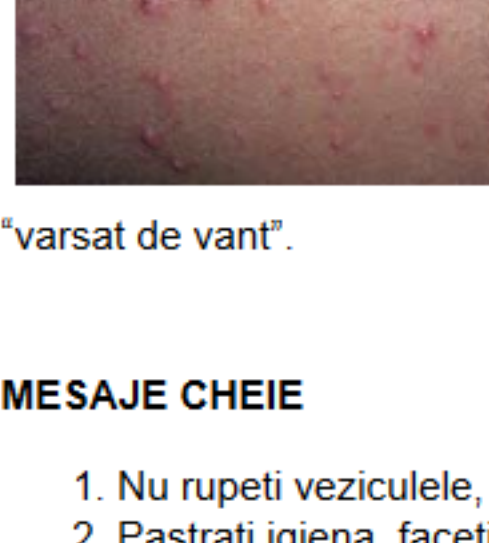 “varsat de vant”.
MESAJE CHEIE
1. Nu rupeti veziculele,
2. Pastrati igiena, faceti